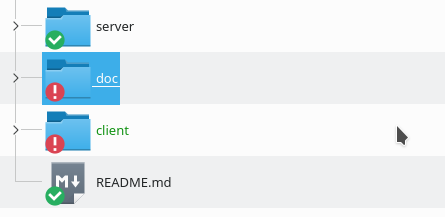 server
doc
client
M↓
README.md